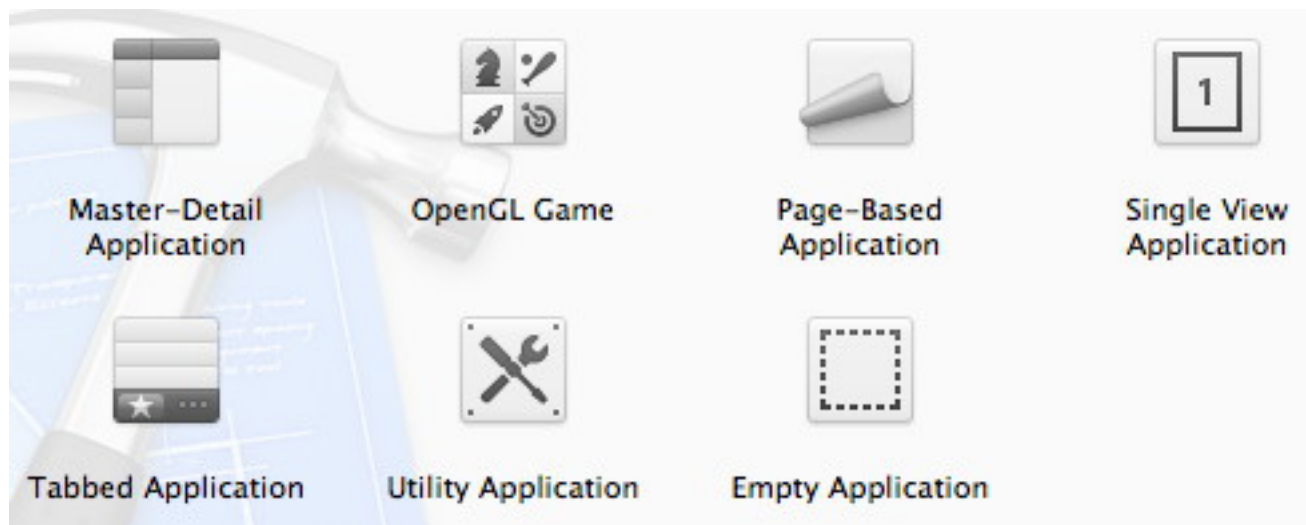 1
Master-Detail
Application
OpenGL Game
Page-Based
Application
Single View
Application
Tabbed Application
Utility Application
Empty Application